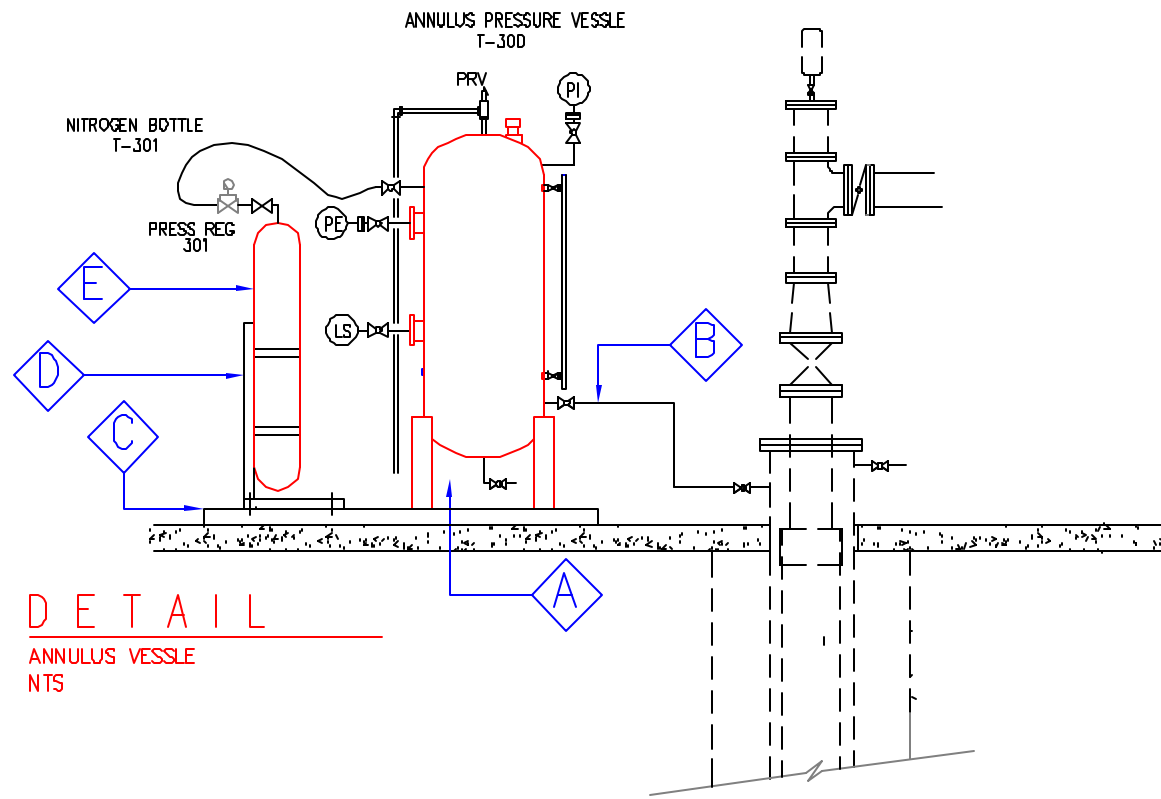 ANNULUS PRESSURE VESSLE
T-30D
PRV
PI
NITROGEN BOTTLE
T-301
PRESS REG
301
PE
LS
E
D
C
B
A
DETAIL
ANNULUS VESSLE
NTS